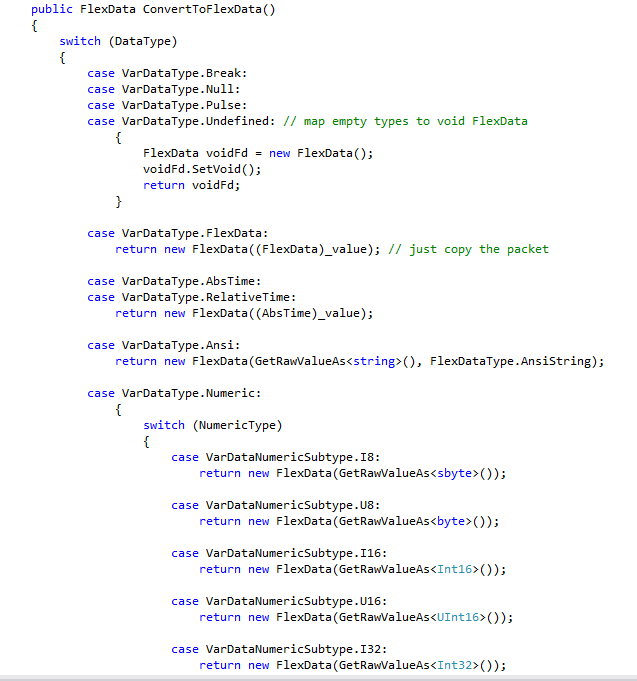 public FlexData ConvertToFlexData()
{
switch (DataType)
{
case VarDataType.Break:
case VarDataType.Null:
case VarDataType.Pulse:
case VarDataType.Undefined: // map empty types to void FlexData
{
FlexData voidFd = new FlexData();
voidFd.SetVoid();
return voidFd;
}
case VarDataType.FlexData:
return new FlexData((FlexData)_value); // just copy the packet
case VarDataType.AbsTime:
case VarDataType.RelativeTime:
return new FlexData((AbsTime)_value);
case VarDataType.Ansi:
return new FlexData(GetRawValueAs<string>(), FlexDataType.AnsiString);
case VarDataType.Numeric:
{
switch (NumericType)
{
case VarDataNumericSubtype.I8:
return new FlexData(GetRawValueAs<sbyte>());
case VarDataNumericSubtype.U8:
return new FlexData(GetRawValueAs<byte>());
case VarDataNumericSubtype.I16:
return new FlexData(GetRawValueAs<Int16>());
case VarDataNumericSubtype.U16:
return new FlexData(GetRawValueAs<UInt16>());
case VarDataNumericSubtype.I32:
return new FlexData(GetRawValueAs<Int32>());